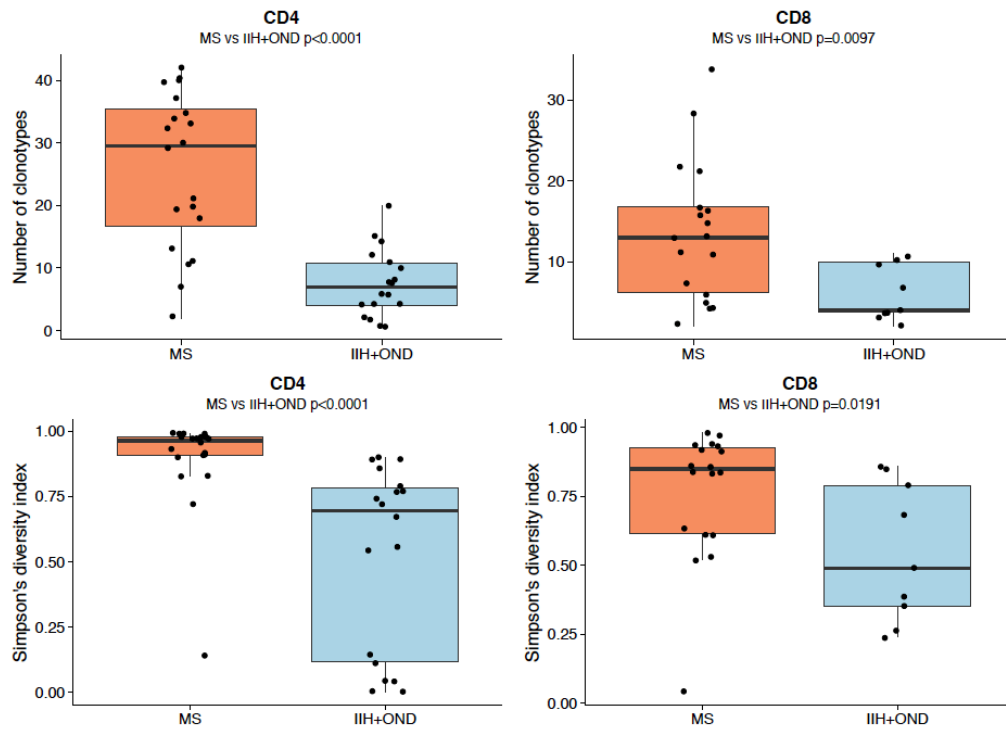 CD4
MS vs IIH+OND p<0.0001
Number of clonotypes
40
30
20
10
0
MS
IIH+OND
CD8
MS vs IIH+OND p=0.0097
Number of clonotypes
30
20
10
MS
IIH+OND
CD4
MS vs IIH+OND p<0.0001
Simpson's diversity index
1.00
0.75
0.50
0.25
0.00
MS
IIH+OND
CD8
MS vs IIH+OND p=0.0191
Simpson's diversity index
1.00
0.75
0.50
0.25
0.00
MS
IIH+OND